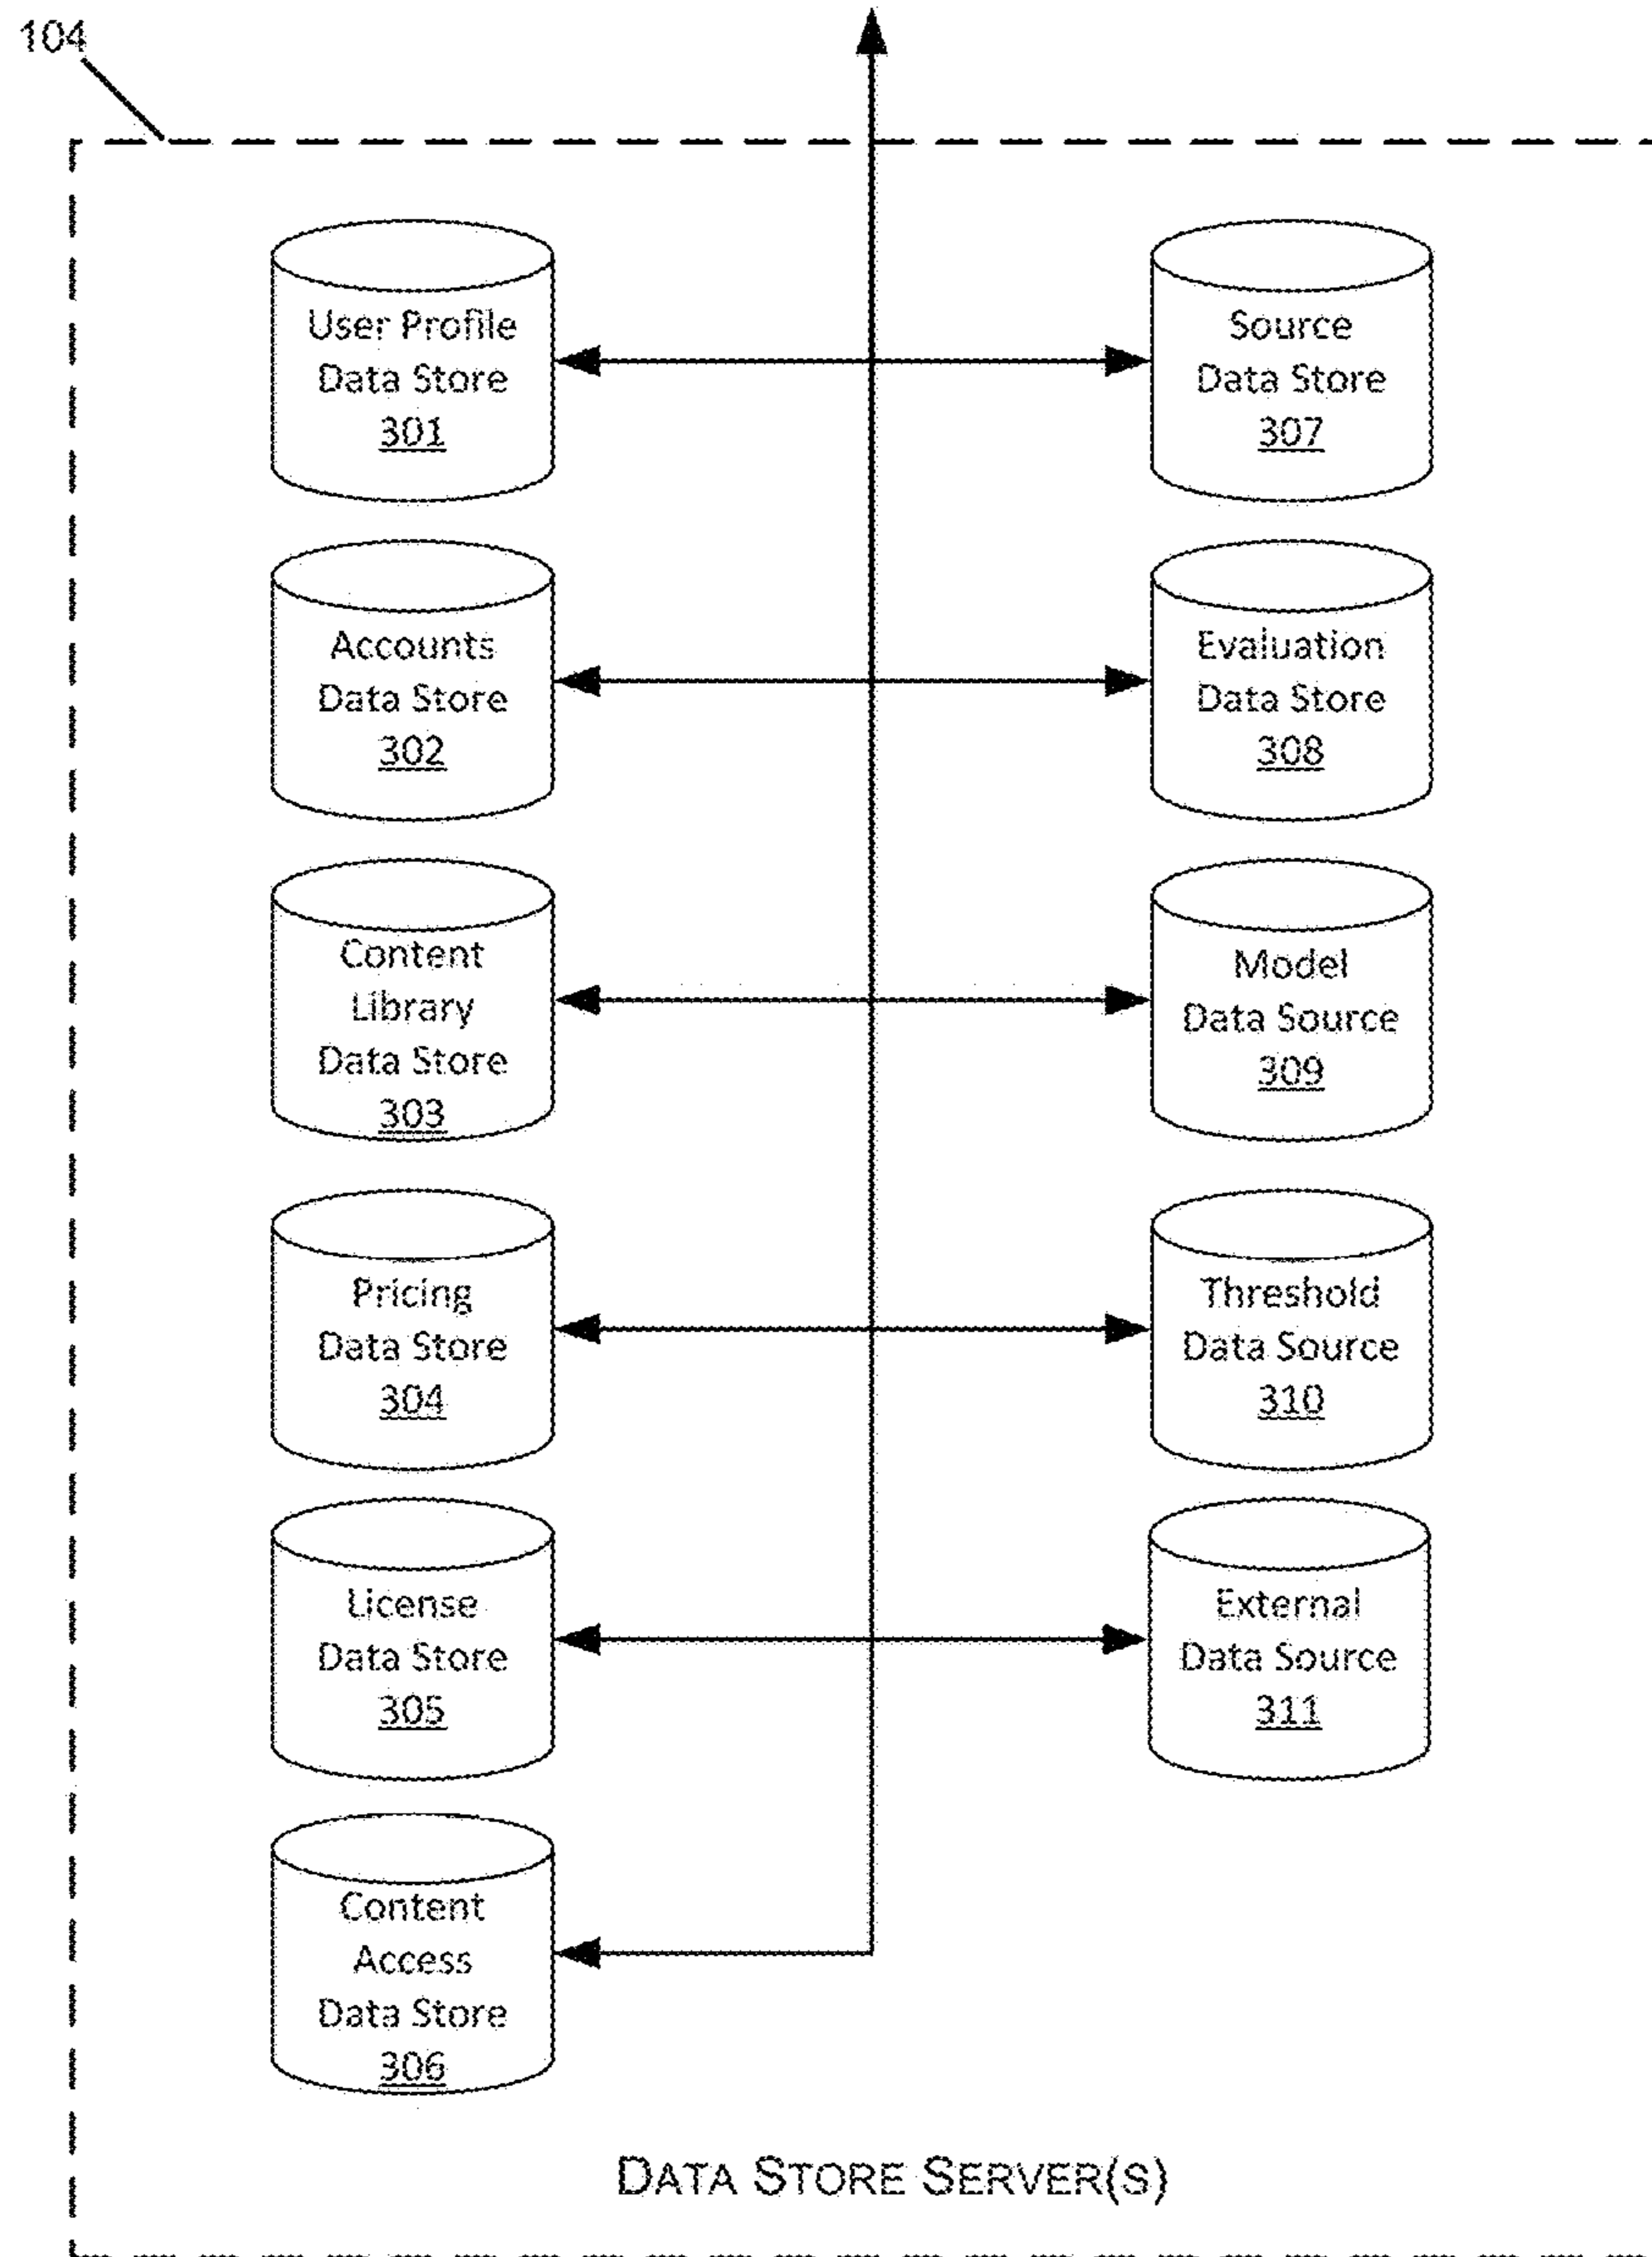 104
User Profile
Data Store
301
Source
Data Store
307
Accounts
Data Store
302
Evaluation
Data Store
308
Content
Library
Data Store
303
Model
Data Source
309
Pricing
Data Store
304
Threshold
Data Source
310
License
Data Store
305
External
Data Source
311
Content
Access
Data Store
306
DATA STORE SERVER(S)